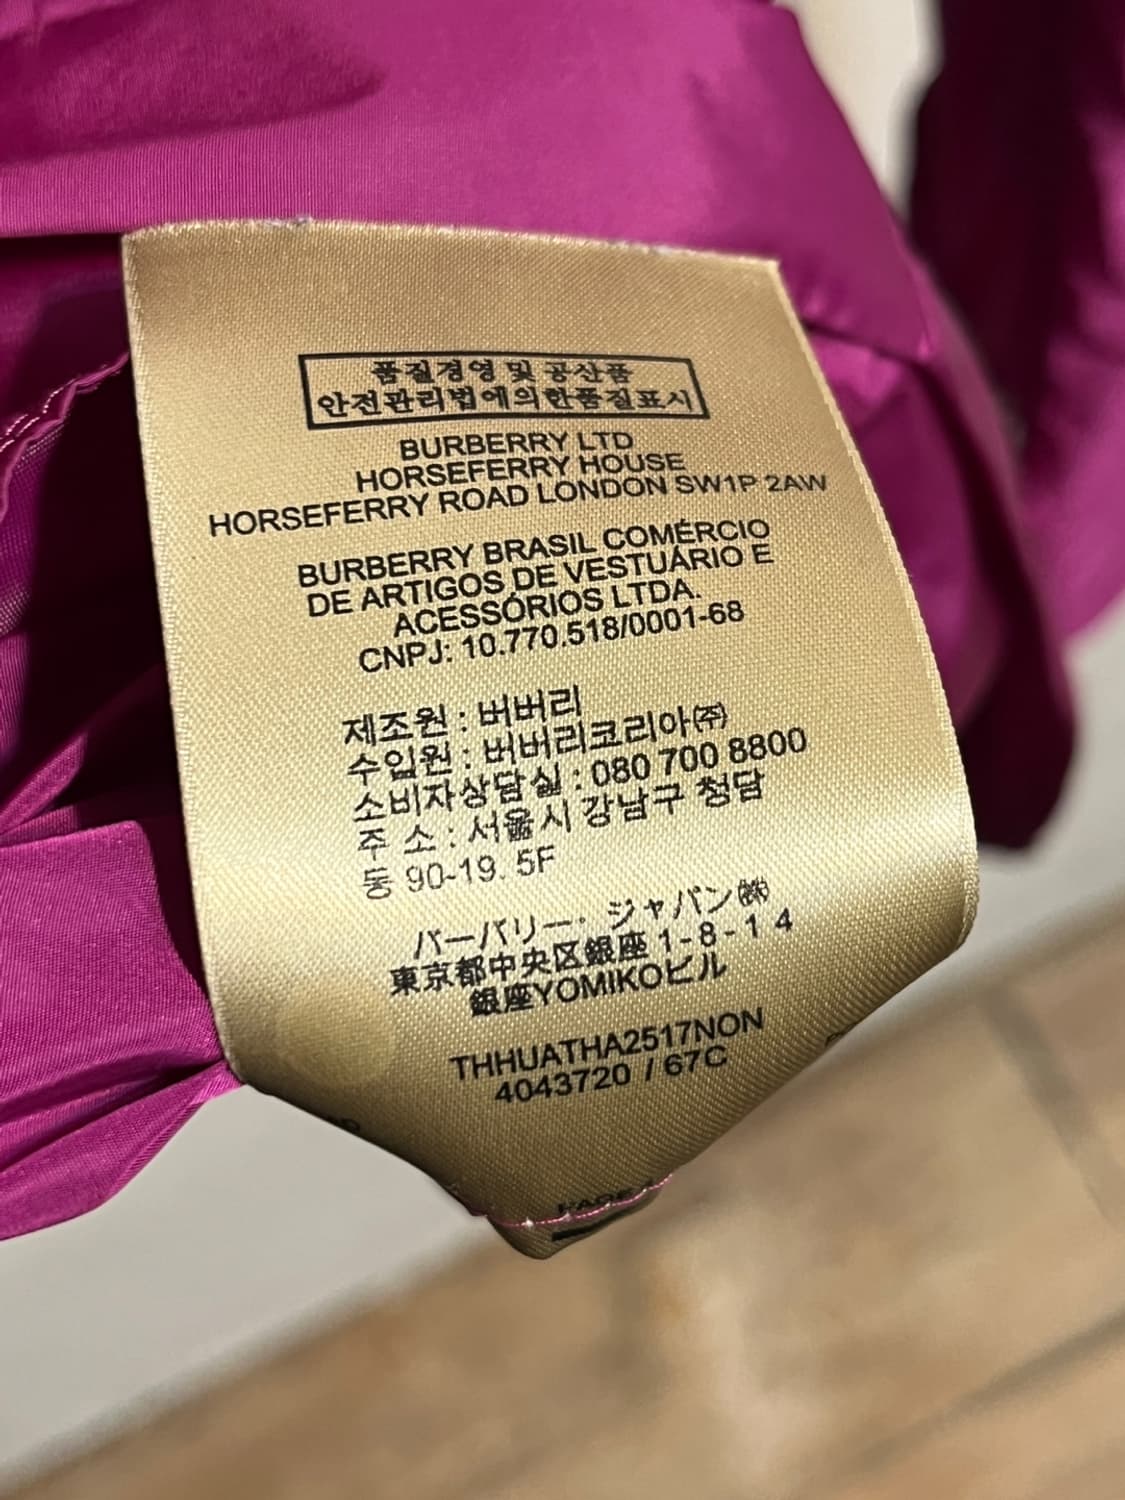 품질경영 및 공산품
안전관리법에의한품질표시
BURBERRY LTD
HORSEFERRY HOUSE
HORSEFERRY ROAD LONDON SW1P 2AW
BURBERRY BRASIL COMÉRCIO
DE ARTIGOS DE VESTUÁRIO E
ACESSÓRIOS LTDA.
CNPJ: 10.770.518/0001-68
제조원 : 버버리
수입원 : 버버리코리아㈜
소비자상담실 : 080 700 8800
주 소 : 서울시 강남구 청담
동 90-19. 5F
バーバリー・ジャパン㈱
東京都中央区銀座 1-8-14
銀座YOMIKOビル
THHUATHA2517NON
4043720 / 67C